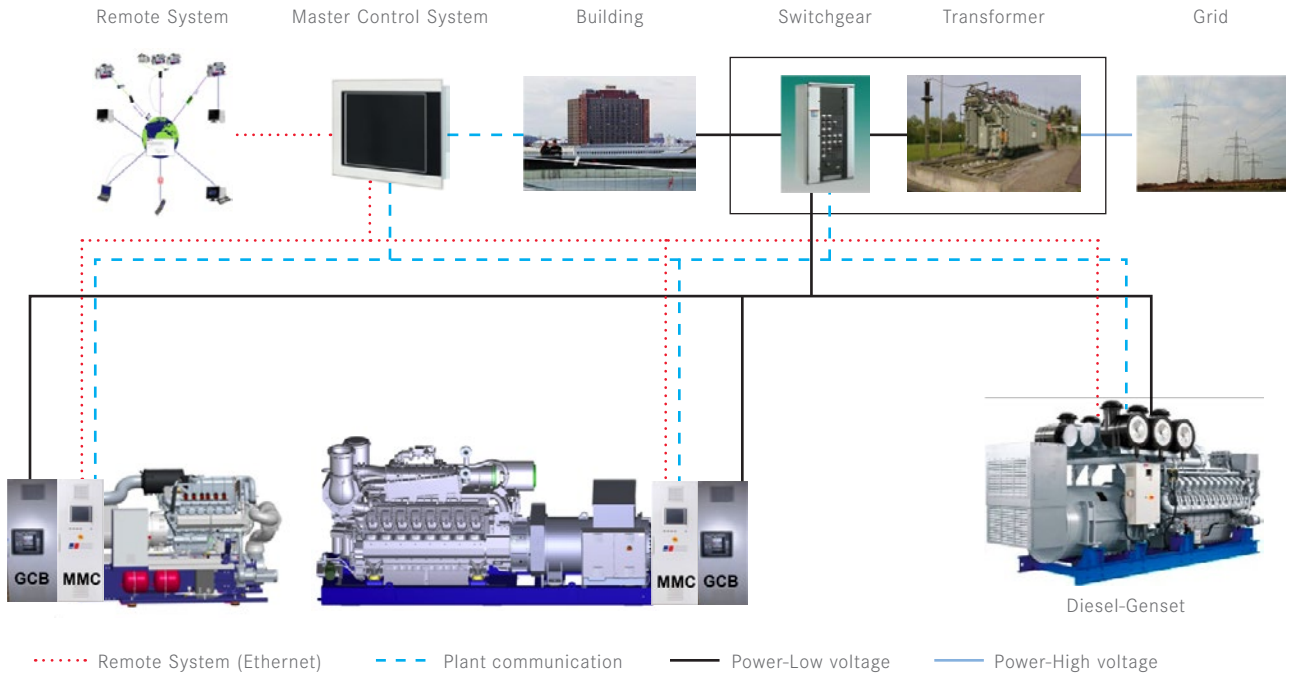 Remote System
Master Control System
Building
Switchgear
Transformer
Grid
GCB
MMC
MMC
GCB
Diesel-Genset
Remote System (Ethernet)
Plant communication
Power-Low voltage
Power-High voltage